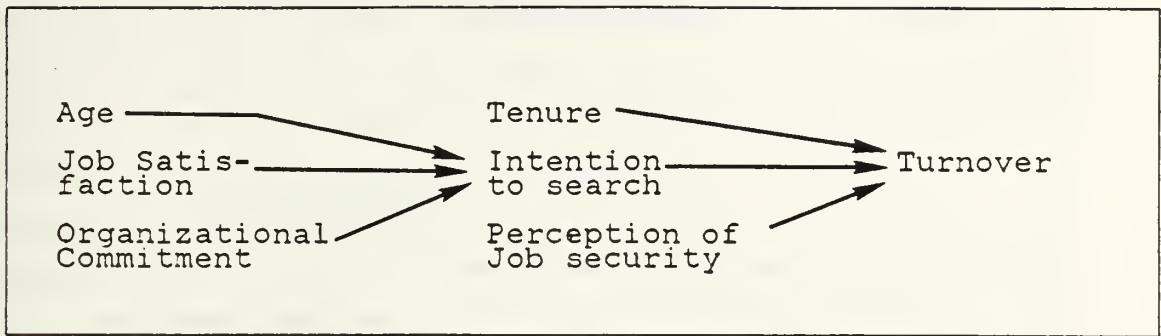 Age
Job Satis-
faction
Organizational
Commitment
Tenure
Intention
to search
Perception of
Job security
Turnover